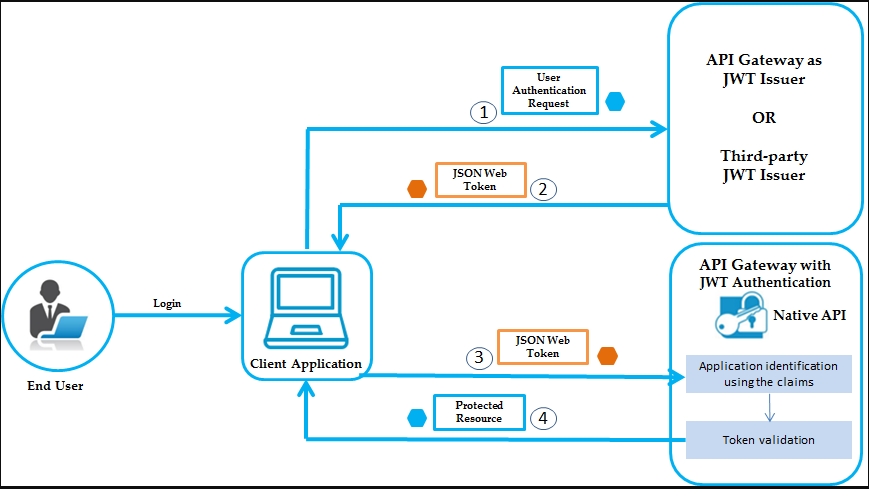 API Gateway as
JWT Issuer
OR
Third-party
JWT Issuer
User
Authentication
Request
1
JSON Web
Token
2
Login
End User
Client Application
API Gateway with
JWT Authentication
Native API
JSON Web
Token
3
Application identification
using the claims
Protected
Resource
4
Token validation